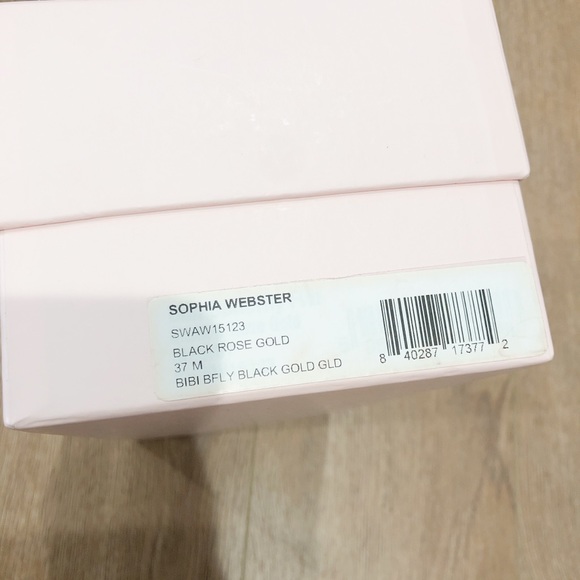 SOPHIA WEBSTER
SWAW15123
BLACK ROSE GOLD
37 M
BIBI BFLY BLACK GOLD GLD
8 40287 17377 2